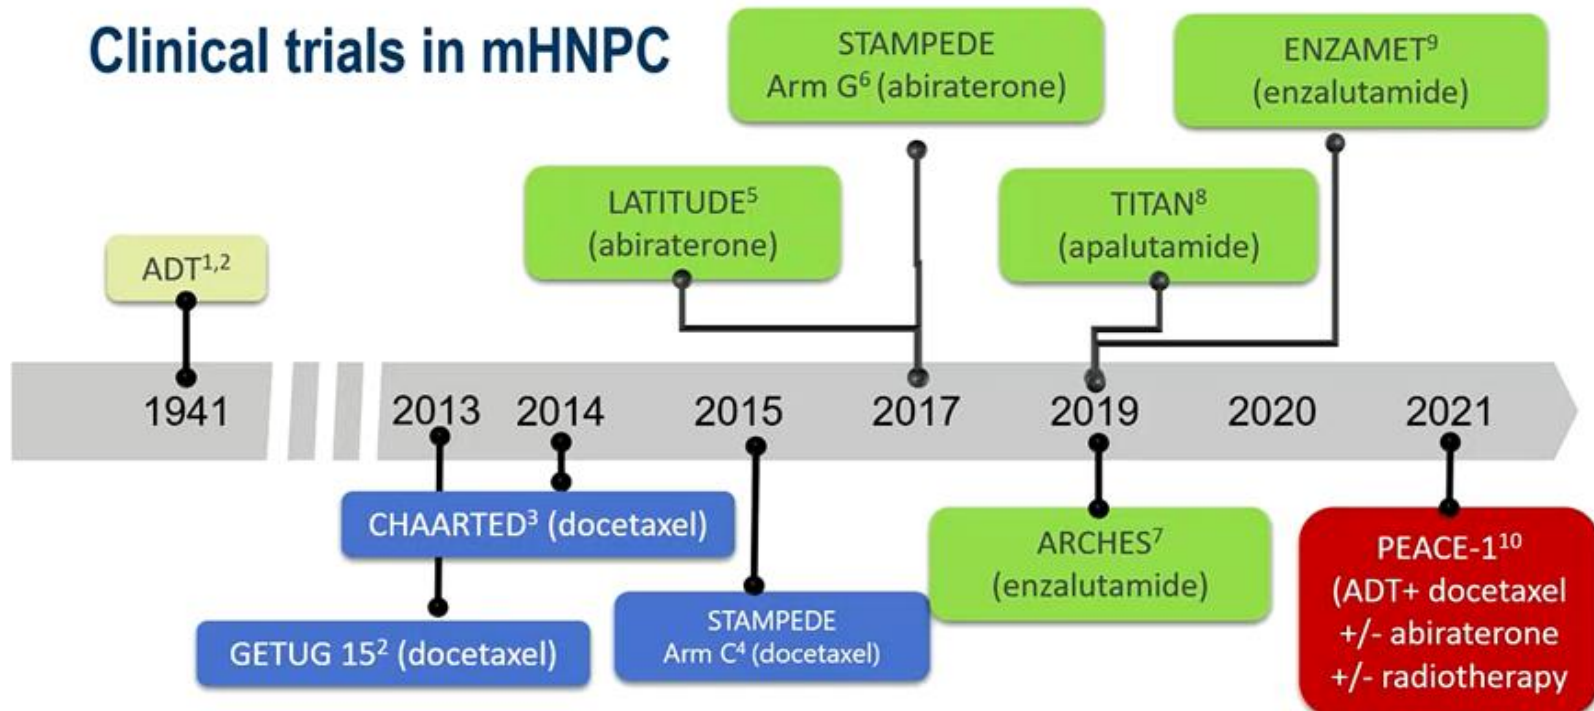 Clinical trials in mHNPC
STAMPEDE
Arm G⁶ (abiraterone)
ENZAMET⁹
(enzalutamide)
LATITUDE⁵
(abiraterone)
TITAN⁸
(apalutamide)
ADT¹,²
1941
2013
2014
2015
2017
2019
2020
2021
CHAARTED³ (docetaxel)
GETUG 15² (docetaxel)
STAMPEDE
Arm C⁴ (docetaxel)
ARCHES⁷
(enzalutamide)
PEACE-1¹⁰
(ADT+ docetaxel
+/- abiraterone
+/- radiotherapy